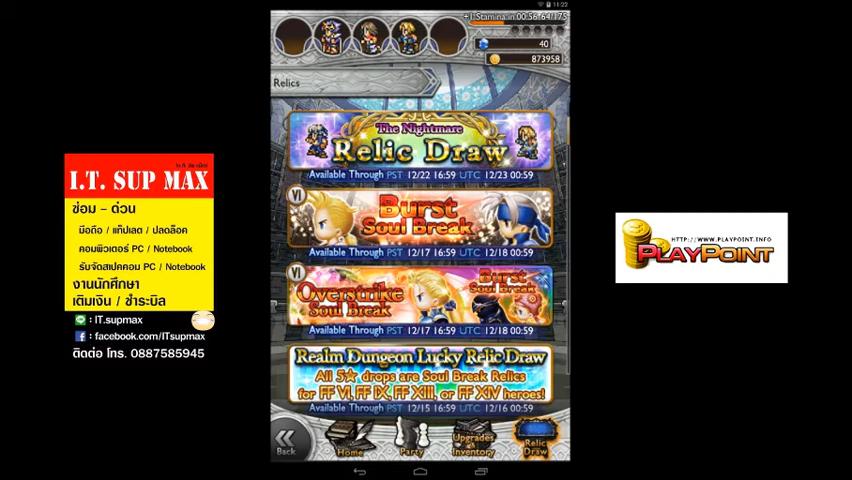 11:22
+1 Stamina in 00:56 64/175
40
873958
Relics
The Nightmare
Relic Draw
Available Through PST 12/22 16:59 UTC 12/23 00:59
VI
Burst
Soul Break
Available Through PST 12/17 16:59 UTC 12/18 00:59
VI
Overstrike
Soul Break
Burst
Soul Break
Available Through PST 12/17 16:59 UTC 12/18 00:59
Realm Dungeon Lucky Relic Draw
All 5☆ drops are Soul Break Relics
for FF VI, FF IX, FF XIII, or FF XIV heroes!
Available Through PST 12/15 16:59 UTC 12/16 00:59
Back
Home
Party
Upgrades
Inventory
Relic
Draw
I.T. SUP MAX
ซ่อม - ด่วน
มือถือ / แท๊ปเลต / ปลดล็อค
คอมพิวเตอร์ PC / Notebook
รับจัดสเปคคอม PC / Notebook
งานนักศึกษา
เติมเงิน / ชำระบิล
: IT.supmax
: facebook.com/ITsupmax
ติดต่อ โทร. 0887585945
HTTP://WWW.PLAYPOINT.INFO
PLAYPOINT